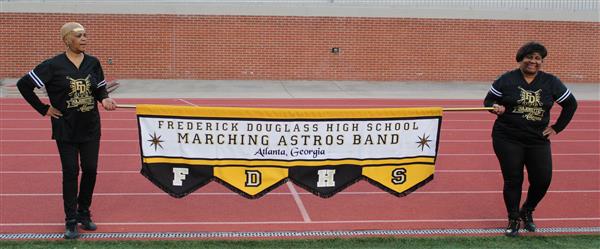 FREDERICK DOUGLASS HIGH SCHOOL
MARCHING ASTROS BAND
Atlanta, Georgia
F D H S